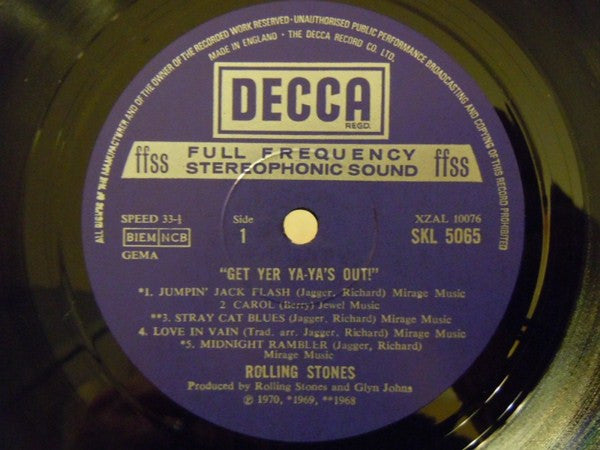 ALL RIGHTS OF THE MANUFACTURER AND OF THE OWNER OF THE RECORDED WORK RESERVED · UNAUTHORISED PUBLIC PERFORMANCE BROADCASTING AND COPYING OF THIS RECORD PROHIBITED
MADE IN ENGLAND · THE DECCA RECORD CO. LTD.
DECCA
REGD.
ffss FULL FREQUENCY ffss
STEREOPHONIC SOUND
SPEED 33-⅓ Side XZAL 10076
BIEM NCB 1 SKL 5065
GEMA
“GET YER YA-YA'S OUT!”
*1. JUMPIN' JACK FLASH (Jagger, Richard) Mirage Music
2 CAROL (Berry) Jewel Music
**3. STRAY CAT BLUES (Jagger, Richard) Mirage Music
4. LOVE IN VAIN (Trad. arr. Jagger, Richard) Mirage Music
*5. MIDNIGHT RAMBLER (Jagger, Richard)
Mirage Music
ROLLING STONES
Produced by Rolling Stones and Glyn Johns
℗ 1970, *1969, **1968